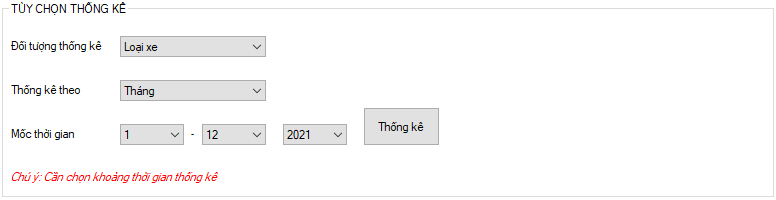 TÙY CHỌN THỐNG KÊ
Đối tượng thống kê Loại xe
Thống kê theo Tháng
Mốc thời gian 1 - 12 2021 Thống kê
Chú ý: Cần chọn khoảng thời gian thống kê